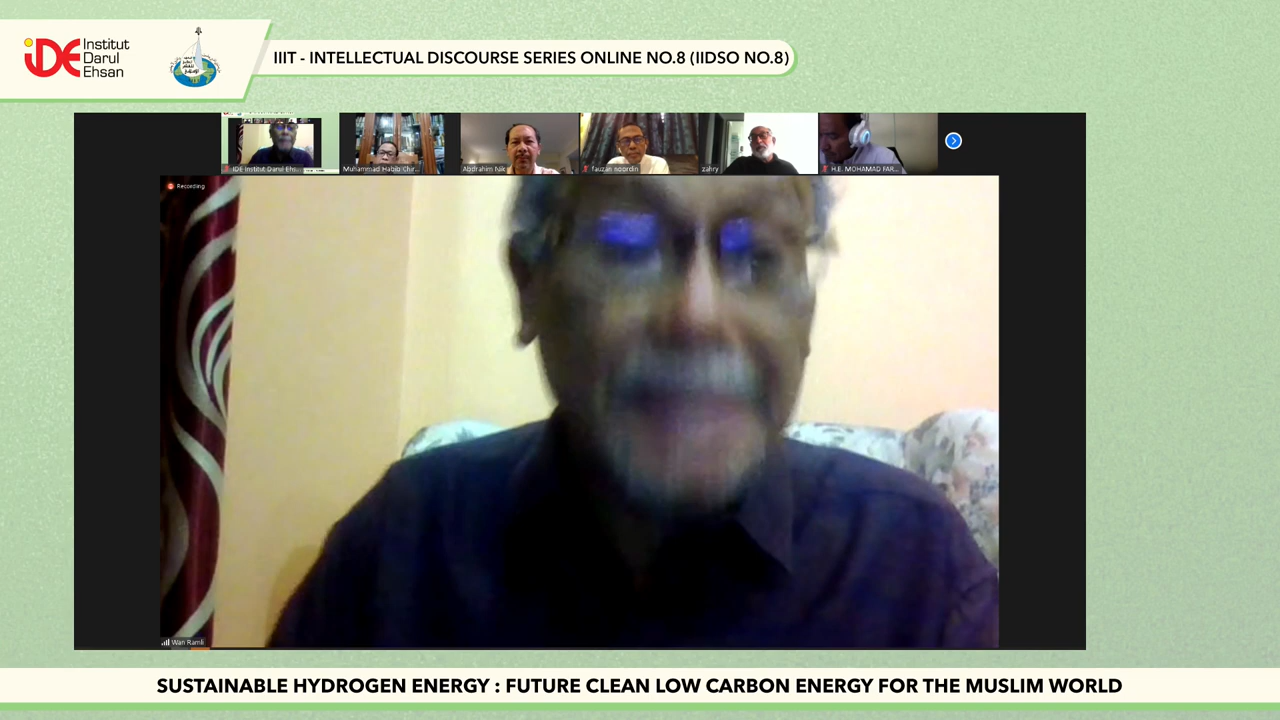 iDE
Institut
Darul
Ehsan
IIIT - INTELLECTUAL DISCOURSE SERIES ONLINE NO.8 (IIDSO NO.8)
IDE Institut Darul Ehs...
Muhammad Habib Chir...
Abdrahim Nik
fauzan noordin
zahry
H.E. MOHAMAD FAR...
Recording
Wan Ramli
SUSTAINABLE HYDROGEN ENERGY : FUTURE CLEAN LOW CARBON ENERGY FOR THE MUSLIM WORLD